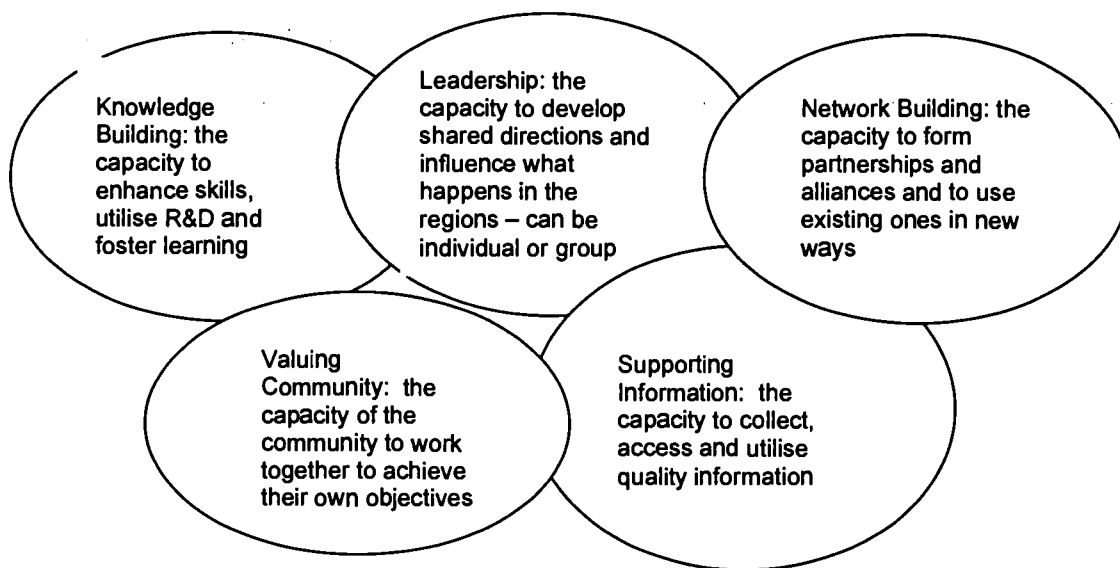 Knowledge
Building: the
capacity to
enhance skills,
utilise R&D and
foster learning
Leadership: the
capacity to develop
shared directions and
influence what
happens in the
regions – can be
individual or group
Network Building: the
capacity to form
partnerships and
alliances and to use
existing ones in new
ways
Valuing
Community: the
capacity of the
community to work
together to achieve
their own objectives
Supporting
Information: the
capacity to collect,
access and utilise
quality information